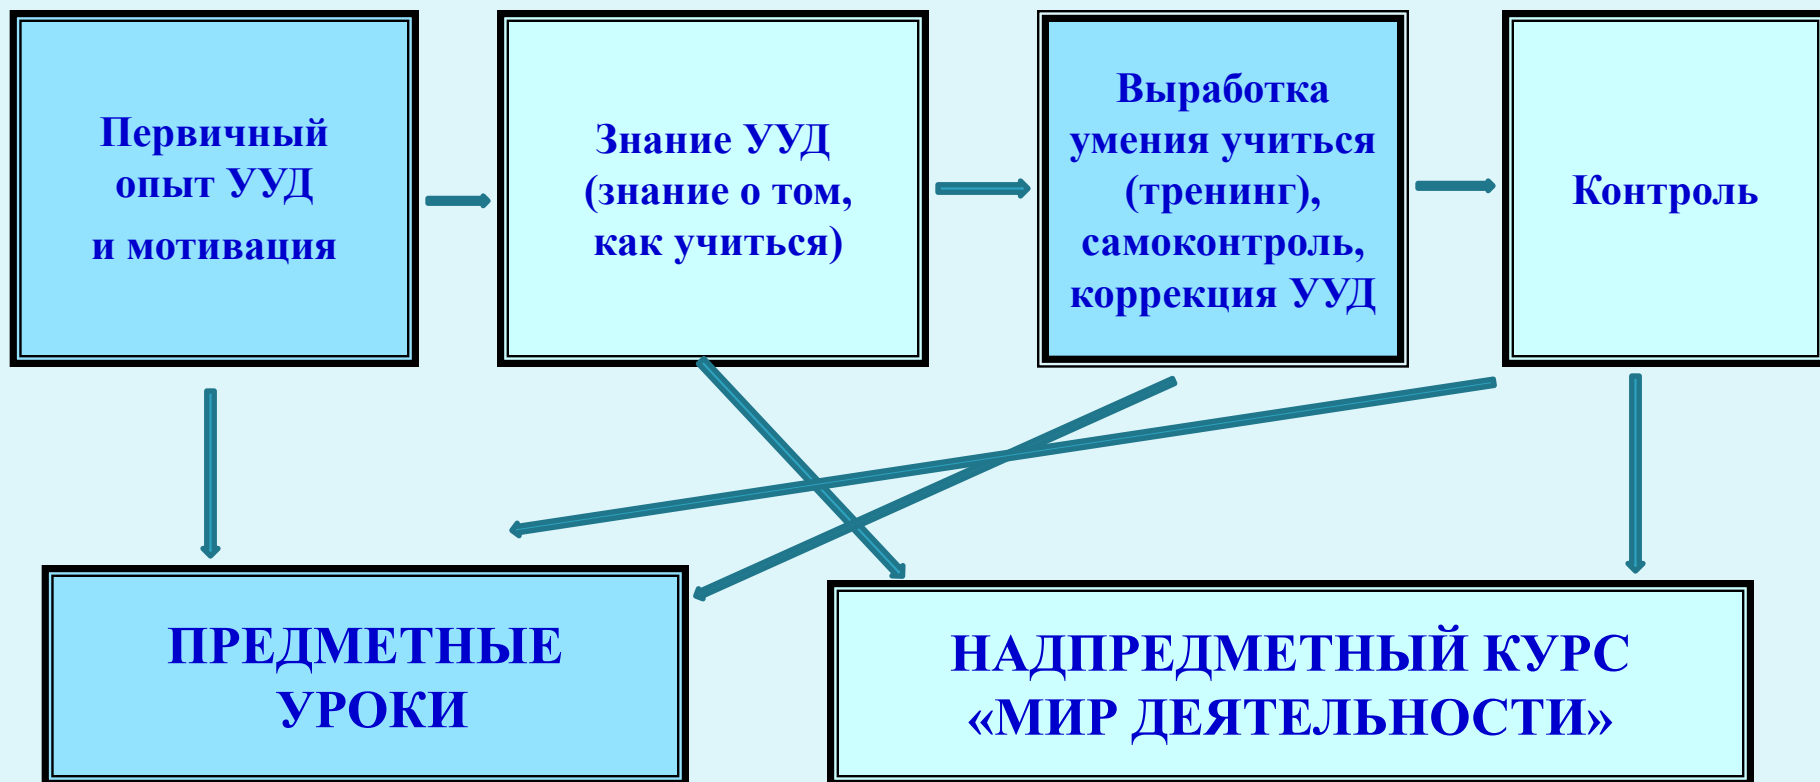 Первичный
опыт УУД
и мотивация
Знание УУД
(знание о том,
как учиться)
Выработка
умения учиться
(тренинг),
самоконтроль,
коррекция УУД
Контроль
ПРЕДМЕТНЫЕ
УРОКИ
НАДПРЕДМЕТНЫЙ КУРС
«МИР ДЕЯТЕЛЬНОСТИ»